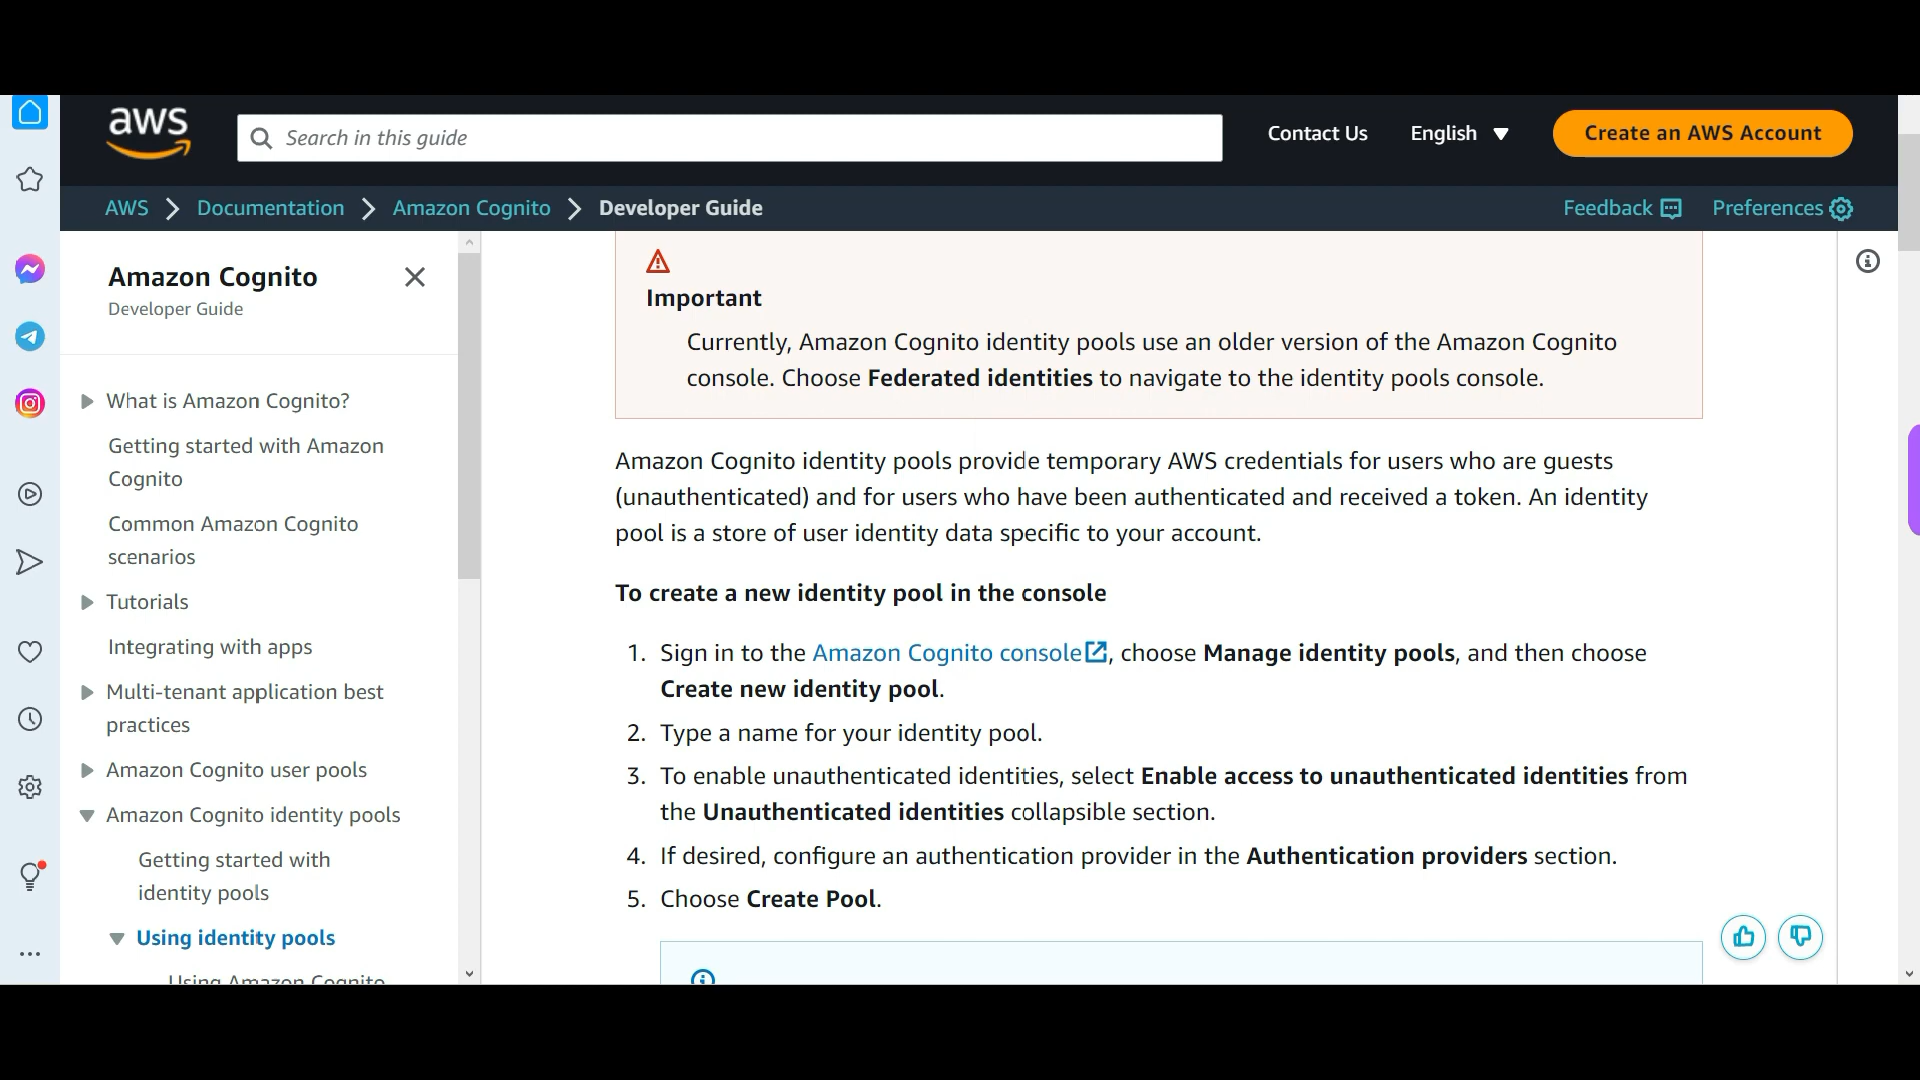 aws
Search in this guide
Contact Us
English
Create an AWS Account
AWS
Documentation
Amazon Cognito
Developer Guide
Feedback
Preferences
Amazon Cognito
Developer Guide
What is Amazon Cognito?
Getting started with Amazon
Cognito
Common Amazon Cognito
scenarios
Tutorials
Integrating with apps
Multi-tenant application best
practices
Amazon Cognito user pools
Amazon Cognito identity pools
Getting started with
identity pools
Using identity pools
Using Amazon Cognito
Important
Currently, Amazon Cognito identity pools use an older version of the Amazon Cognito
console. Choose Federated identities to navigate to the identity pools console.
Amazon Cognito identity pools provide temporary AWS credentials for users who are guests
(unauthenticated) and for users who have been authenticated and received a token. An identity
pool is a store of user identity data specific to your account.
To create a new identity pool in the console
1. Sign in to the Amazon Cognito console, choose Manage identity pools, and then choose
Create new identity pool.
2. Type a name for your identity pool.
3. To enable unauthenticated identities, select Enable access to unauthenticated identities from
the Unauthenticated identities collapsible section.
4. If desired, configure an authentication provider in the Authentication providers section.
5. Choose Create Pool.